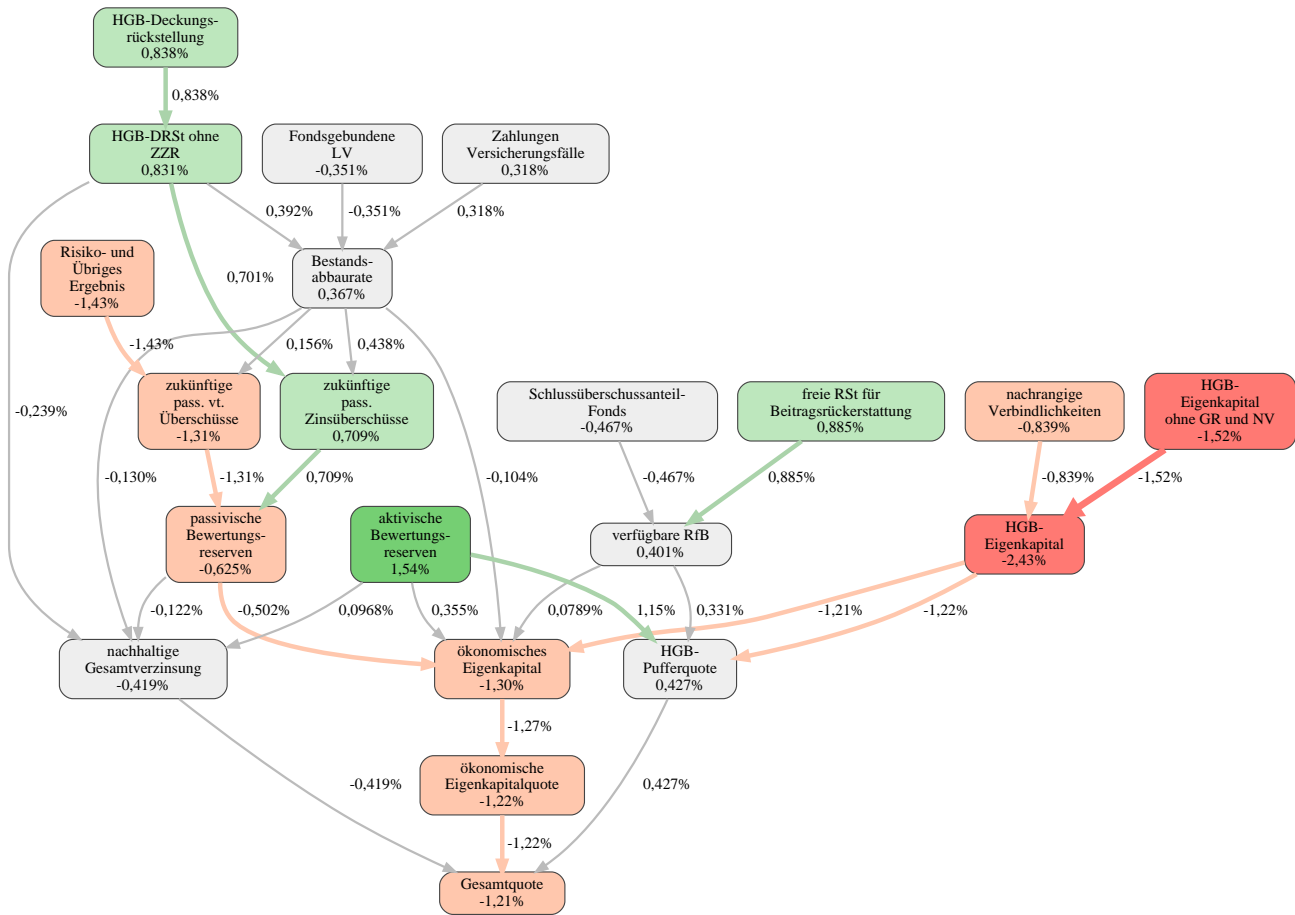 HGB-Deckungs-
rückstellung
0,838%
0,838%
HGB-DRSt ohne
ZZR
0,831%
Fondsgebundene
LV
-0,351%
Zahlungen
Versicherungsfälle
0,318%
0,392%
-0,351%
0,318%
Risiko- und
Übriges
Ergebnis
-1,43%
0,701%
Bestands-
abbaurate
0,367%
-1,43%
0,156%
0,438%
-0,239%
zukünftige
pass. vt.
Überschüsse
-1,31%
zukünftige
pass.
Zinsüberschüsse
0,709%
Schlussüberschussanteil-
Fonds
-0,467%
freie RSt für
Beitragsrückerstattung
0,885%
nachrangige
Verbindlichkeiten
-0,839%
HGB-
Eigenkapital
ohne GR und NV
-1,52%
-0,130%
-1,31%
0,709%
-0,104%
-0,467%
0,885%
-0,839%
-1,52%
passivische
Bewertungs-
reserven
-0,625%
aktivische
Bewertungs-
reserven
1,54%
verfügbare RfB
0,401%
HGB-
Eigenkapital
-2,43%
-0,122%
-0,502%
0,0968%
0,355%
0,0789%
1,15%
0,331%
-1,21%
-1,22%
nachhaltige
Gesamtverzinsung
-0,419%
ökonomisches
Eigenkapital
-1,30%
HGB-
Pufferquote
0,427%
-1,27%
-0,419%
ökonomische
Eigenkapitalquote
-1,22%
0,427%
-1,22%
Gesamtquote
-1,21%